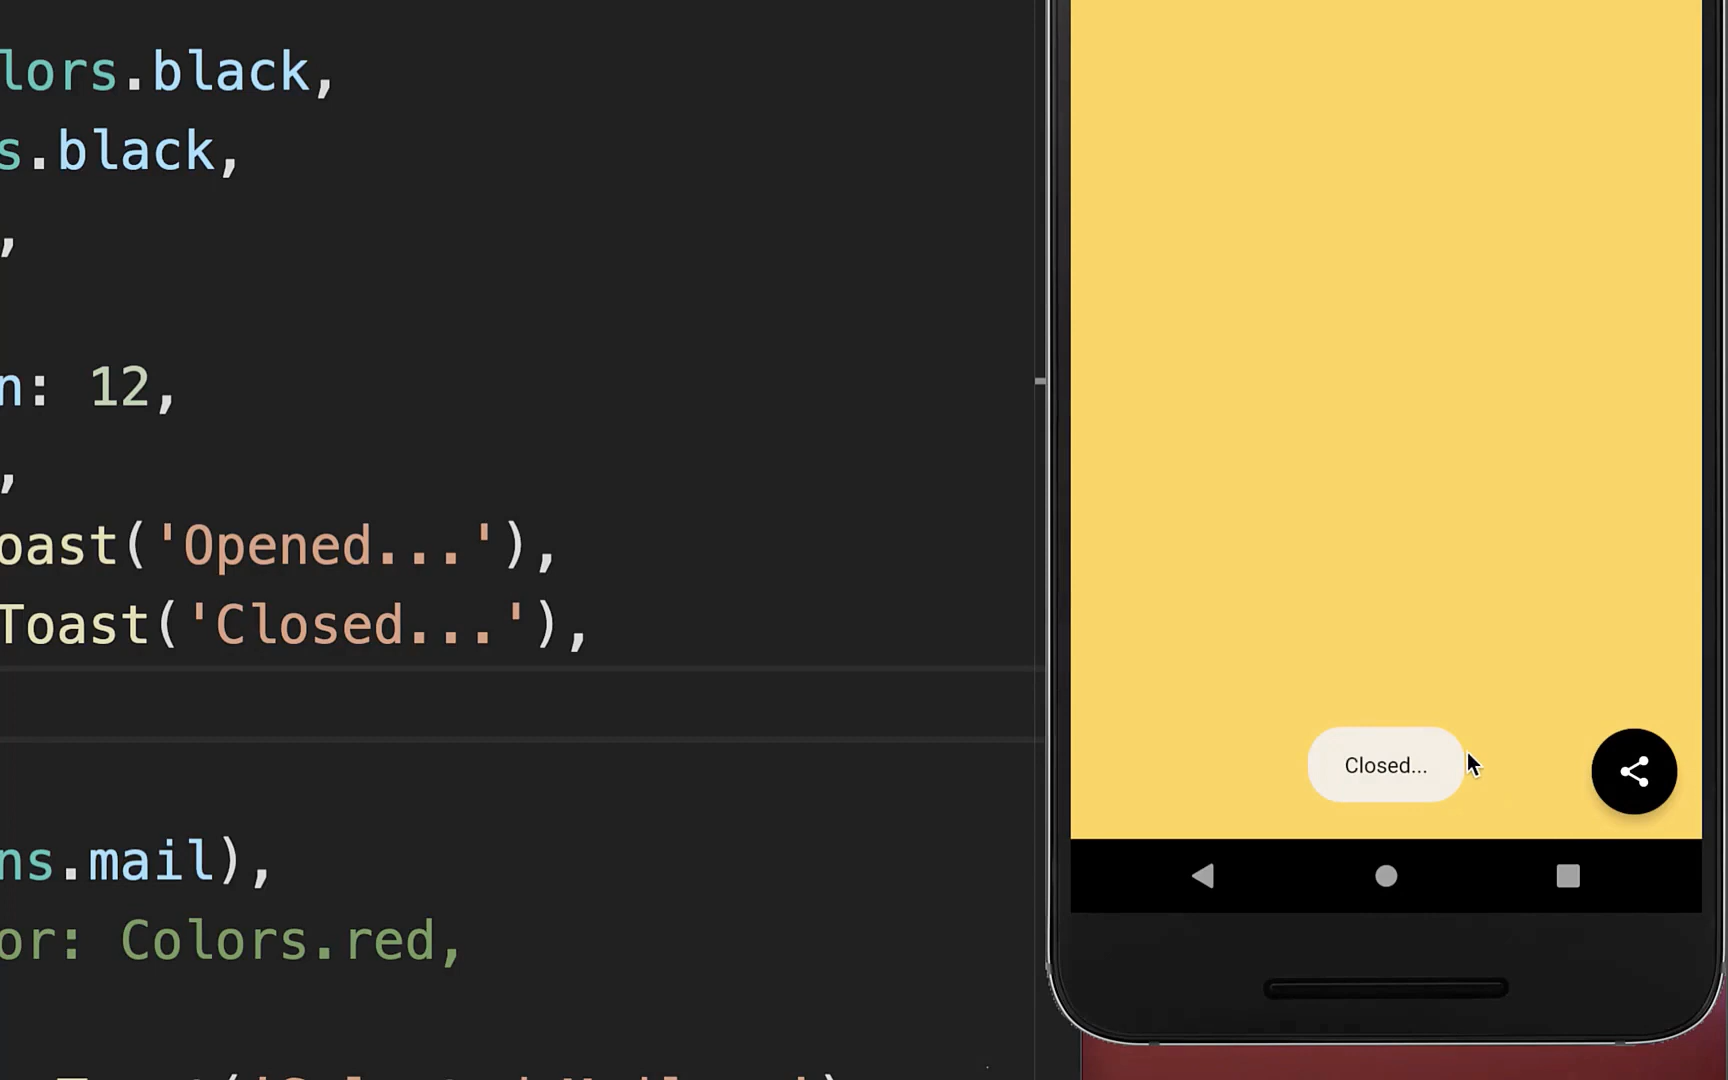 lors.black,
s.black,
,
n: 12,
,
oast('Opened...'),
Toast('Closed...'),
ns.mail),
or: Colors.red,
Closed...